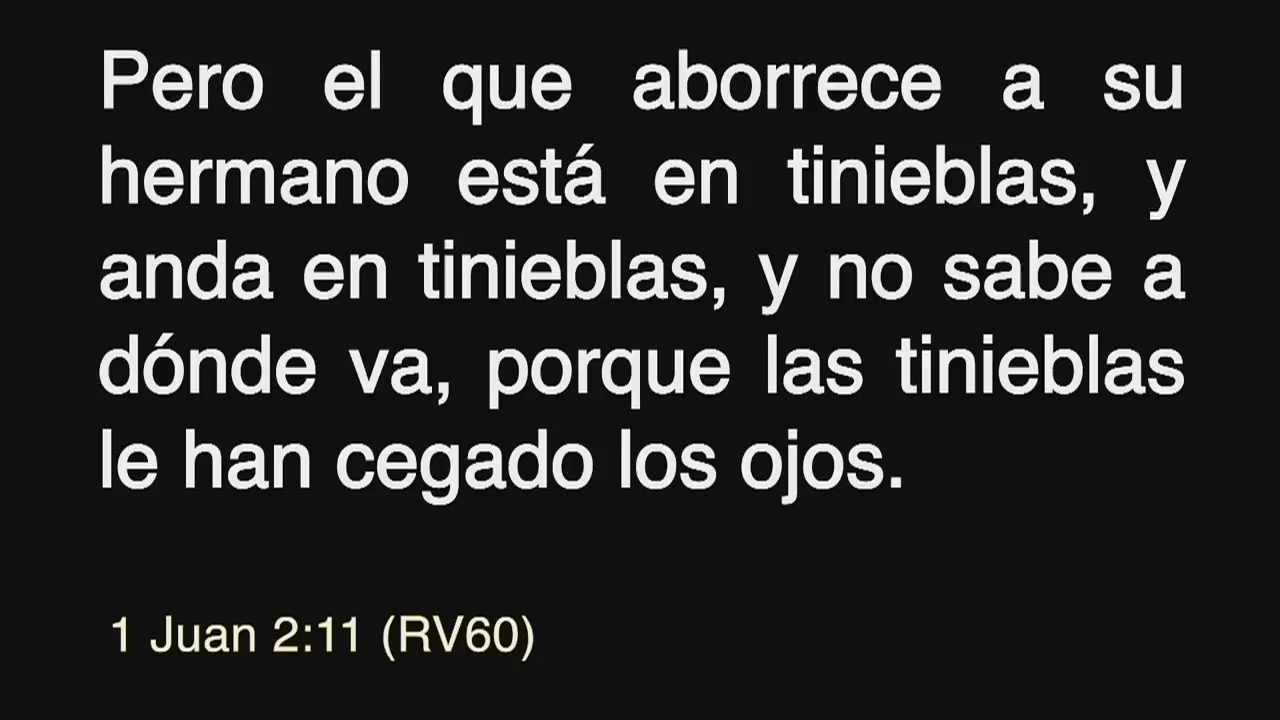 Pero el que aborrece a su
hermano está en tinieblas, y
anda en tinieblas, y no sabe a
dónde va, porque las tinieblas
le han cegado los ojos.
1 Juan 2:11 (RV60)